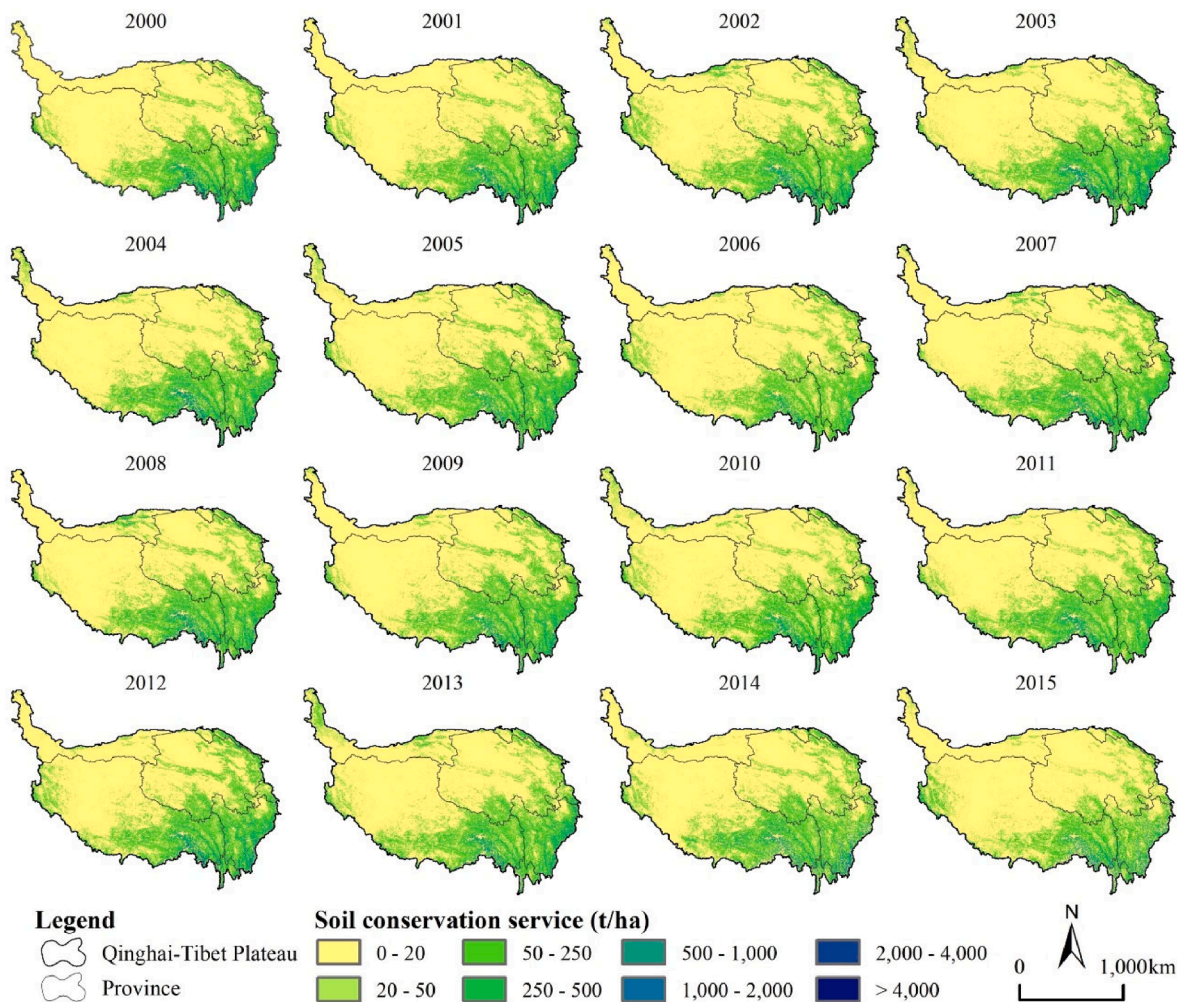 2000 2001 2002 2003
2004 2005 2006 2007
2008 2009 2010 2011
2012 2013 2014 2015
Legend
Qinghai-Tibet Plateau
Province
Soil conservation service (t/ha)
0 - 20 50 - 250 500 - 1,000 2,000 - 4,000
20 - 50 250 - 500 1,000 - 2,000 > 4,000
N
0 1,000km